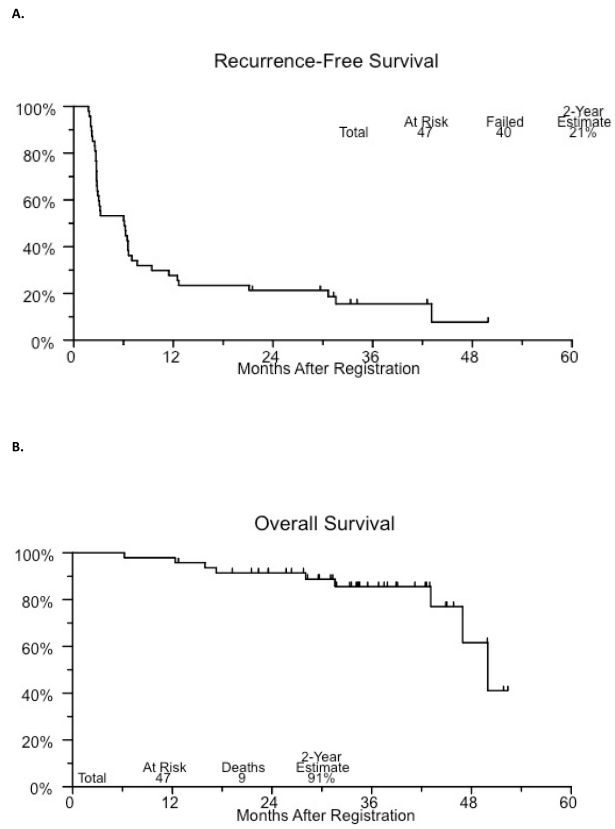 A.
Recurrence-Free Survival
2-Year
At Risk Failed Estimate
Total 47 40 21%
100%
80%
60%
40%
20%
0%
0 12 24 36 48 60
Months After Registration
B.
Overall Survival
100%
80%
60%
40%
20%
0%
2-Year
At Risk Deaths Estimate
Total 47 9 91%
0 12 24 36 48 60
Months After Registration